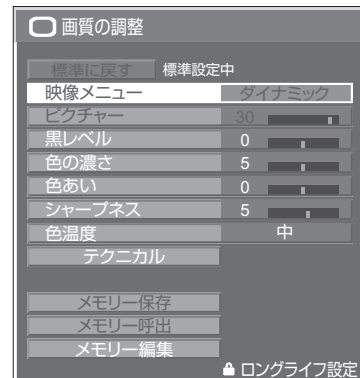 画質の調整
標準に戻す 標準設定中
映像メニュー ダイナミック
ピクチャー 30
黒レベル 0
色の濃さ 5
色あい 0
シャープネス 5
色温度 中
テクニカル
メモリー保存
メモリー呼出
メモリー編集
ロングライフ設定